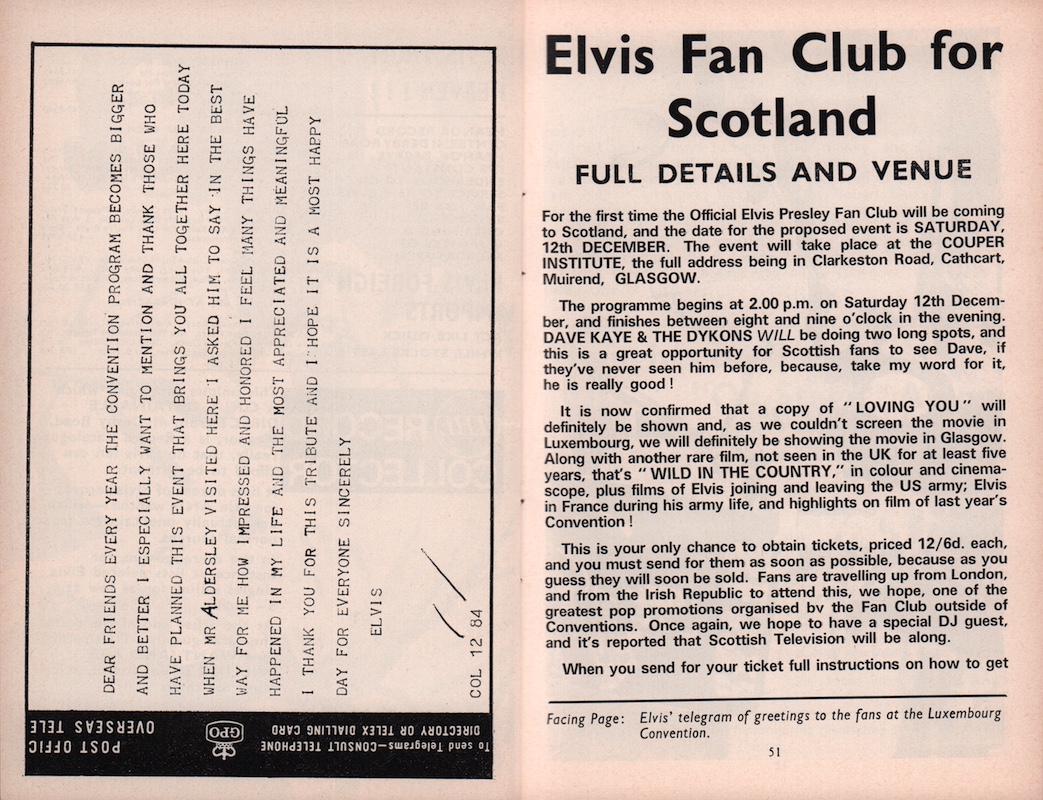 DEAR FRIENDS EVERY YEAR THE CONVENTION PROGRAM BECOMES BIGGER
AND BETTER I ESPECIALLY WANT TO MENTION AND THANK THOSE WHO
HAVE PLANNED THIS EVENT THAT BRINGS YOU ALL TOGETHER HERE TODAY
WHEN MR ALDERSLEY VISITED HERE I ASKED HIM TO SAY IN THE BEST
WAY FOR ME HOW IMPRESSED AND HONORED I FEEL MANY THINGS HAVE
HAPPENED IN MY LIFE AND THE MOST APPRECIATED AND MEANINGFUL
I THANK YOU FOR THIS TRIBUTE AND I HOPE IT IS A MOST HAPPY
DAY FOR EVERYONE SINCERELY
ELVIS
COL 12 84
POST OFFIC
OVERSEAS TELE
GPO
To send Telegrams—CONSULT TELEPHONE
DIRECTORY OR TELEX DIALLING CARD
Elvis Fan Club for
Scotland
FULL DETAILS AND VENUE
For the first time the Official Elvis Presley Fan Club will be coming
to Scotland, and the date for the proposed event is SATURDAY,
12th DECEMBER. The event will take place at the COUPER
INSTITUTE, the full address being in Clarkeston Road, Cathcart,
Muirend, GLASGOW.
The programme begins at 2.00 p.m. on Saturday 12th Decem-
ber, and finishes between eight and nine o'clock in the evening.
DAVE KAYE & THE DYKONS WILL be doing two long spots, and
this is a great opportunity for Scottish fans to see Dave, if
they've never seen him before, because, take my word for it,
he is really good !
It is now confirmed that a copy of "LOVING YOU" will
definitely be shown and, as we couldn't screen the movie in
Luxembourg, we will definitely be showing the movie in Glasgow.
Along with another rare film, not seen in the UK for at least five
years, that's "WILD IN THE COUNTRY," in colour and cinema-
scope, plus films of Elvis joining and leaving the US army; Elvis
in France during his army life, and highlights on film of last year's
Convention !
This is your only chance to obtain tickets, priced 12/6d. each,
and you must send for them as soon as possible, because as you
guess they will soon be sold. Fans are travelling up from London,
and from the Irish Republic to attend this, we hope, one of the
greatest pop promotions organised by the Fan Club outside of
Conventions. Once again, we hope to have a special DJ guest,
and it's reported that Scottish Television will be along.
When you send for your ticket full instructions on how to get
Facing Page: Elvis' telegram of greetings to the fans at the Luxembourg
Convention.
51